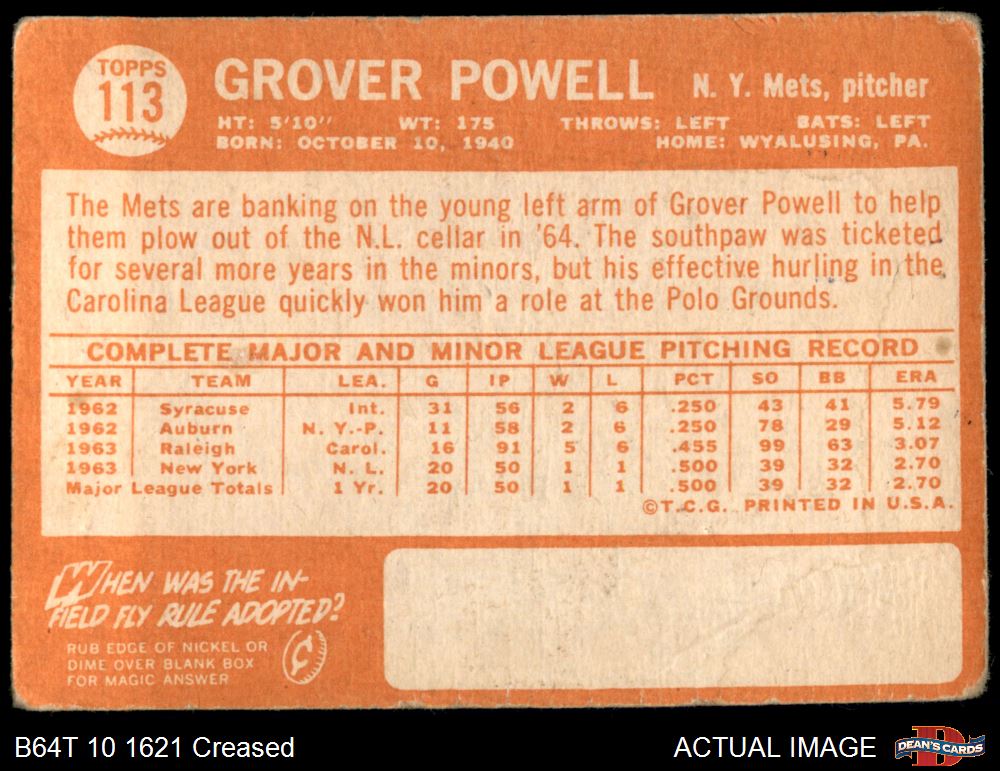 TOPPS
113
GROVER POWELL N. Y. Mets, pitcher
HT: 5'10" WT: 175 THROWS: LEFT BATS: LEFT
BORN: OCTOBER 10, 1940 HOME: WYALUSING, PA.
The Mets are banking on the young left arm of Grover Powell to help
them plow out of the N.L. cellar in '64. The southpaw was ticketed
for several more years in the minors, but his effective hurling in the
Carolina League quickly won him a role at the Polo Grounds.
COMPLETE MAJOR AND MINOR LEAGUE PITCHING RECORD
YEAR TEAM LEA. G IP W L PCT SO BB ERA
1962 Syracuse Int. 31 56 2 6 .250 43 41 5.79
1962 Auburn N. Y.-P. 11 58 2 6 .250 78 29 5.12
1963 Raleigh Carol. 16 91 5 6 .455 99 63 3.07
1963 New York N. L. 20 50 1 1 .500 39 32 2.70
Major League Totals 1 Yr. 20 50 1 1 .500 39 32 2.70
©T.C.G. PRINTED IN U.S.A.
WHEN WAS THE IN-
FIELD FLY RULE ADOPTED?
RUB EDGE OF NICKEL OR
DIME OVER BLANK BOX
FOR MAGIC ANSWER
¢
B64T 10 1621 Creased ACTUAL IMAGE
D
DEAN'S CARDS